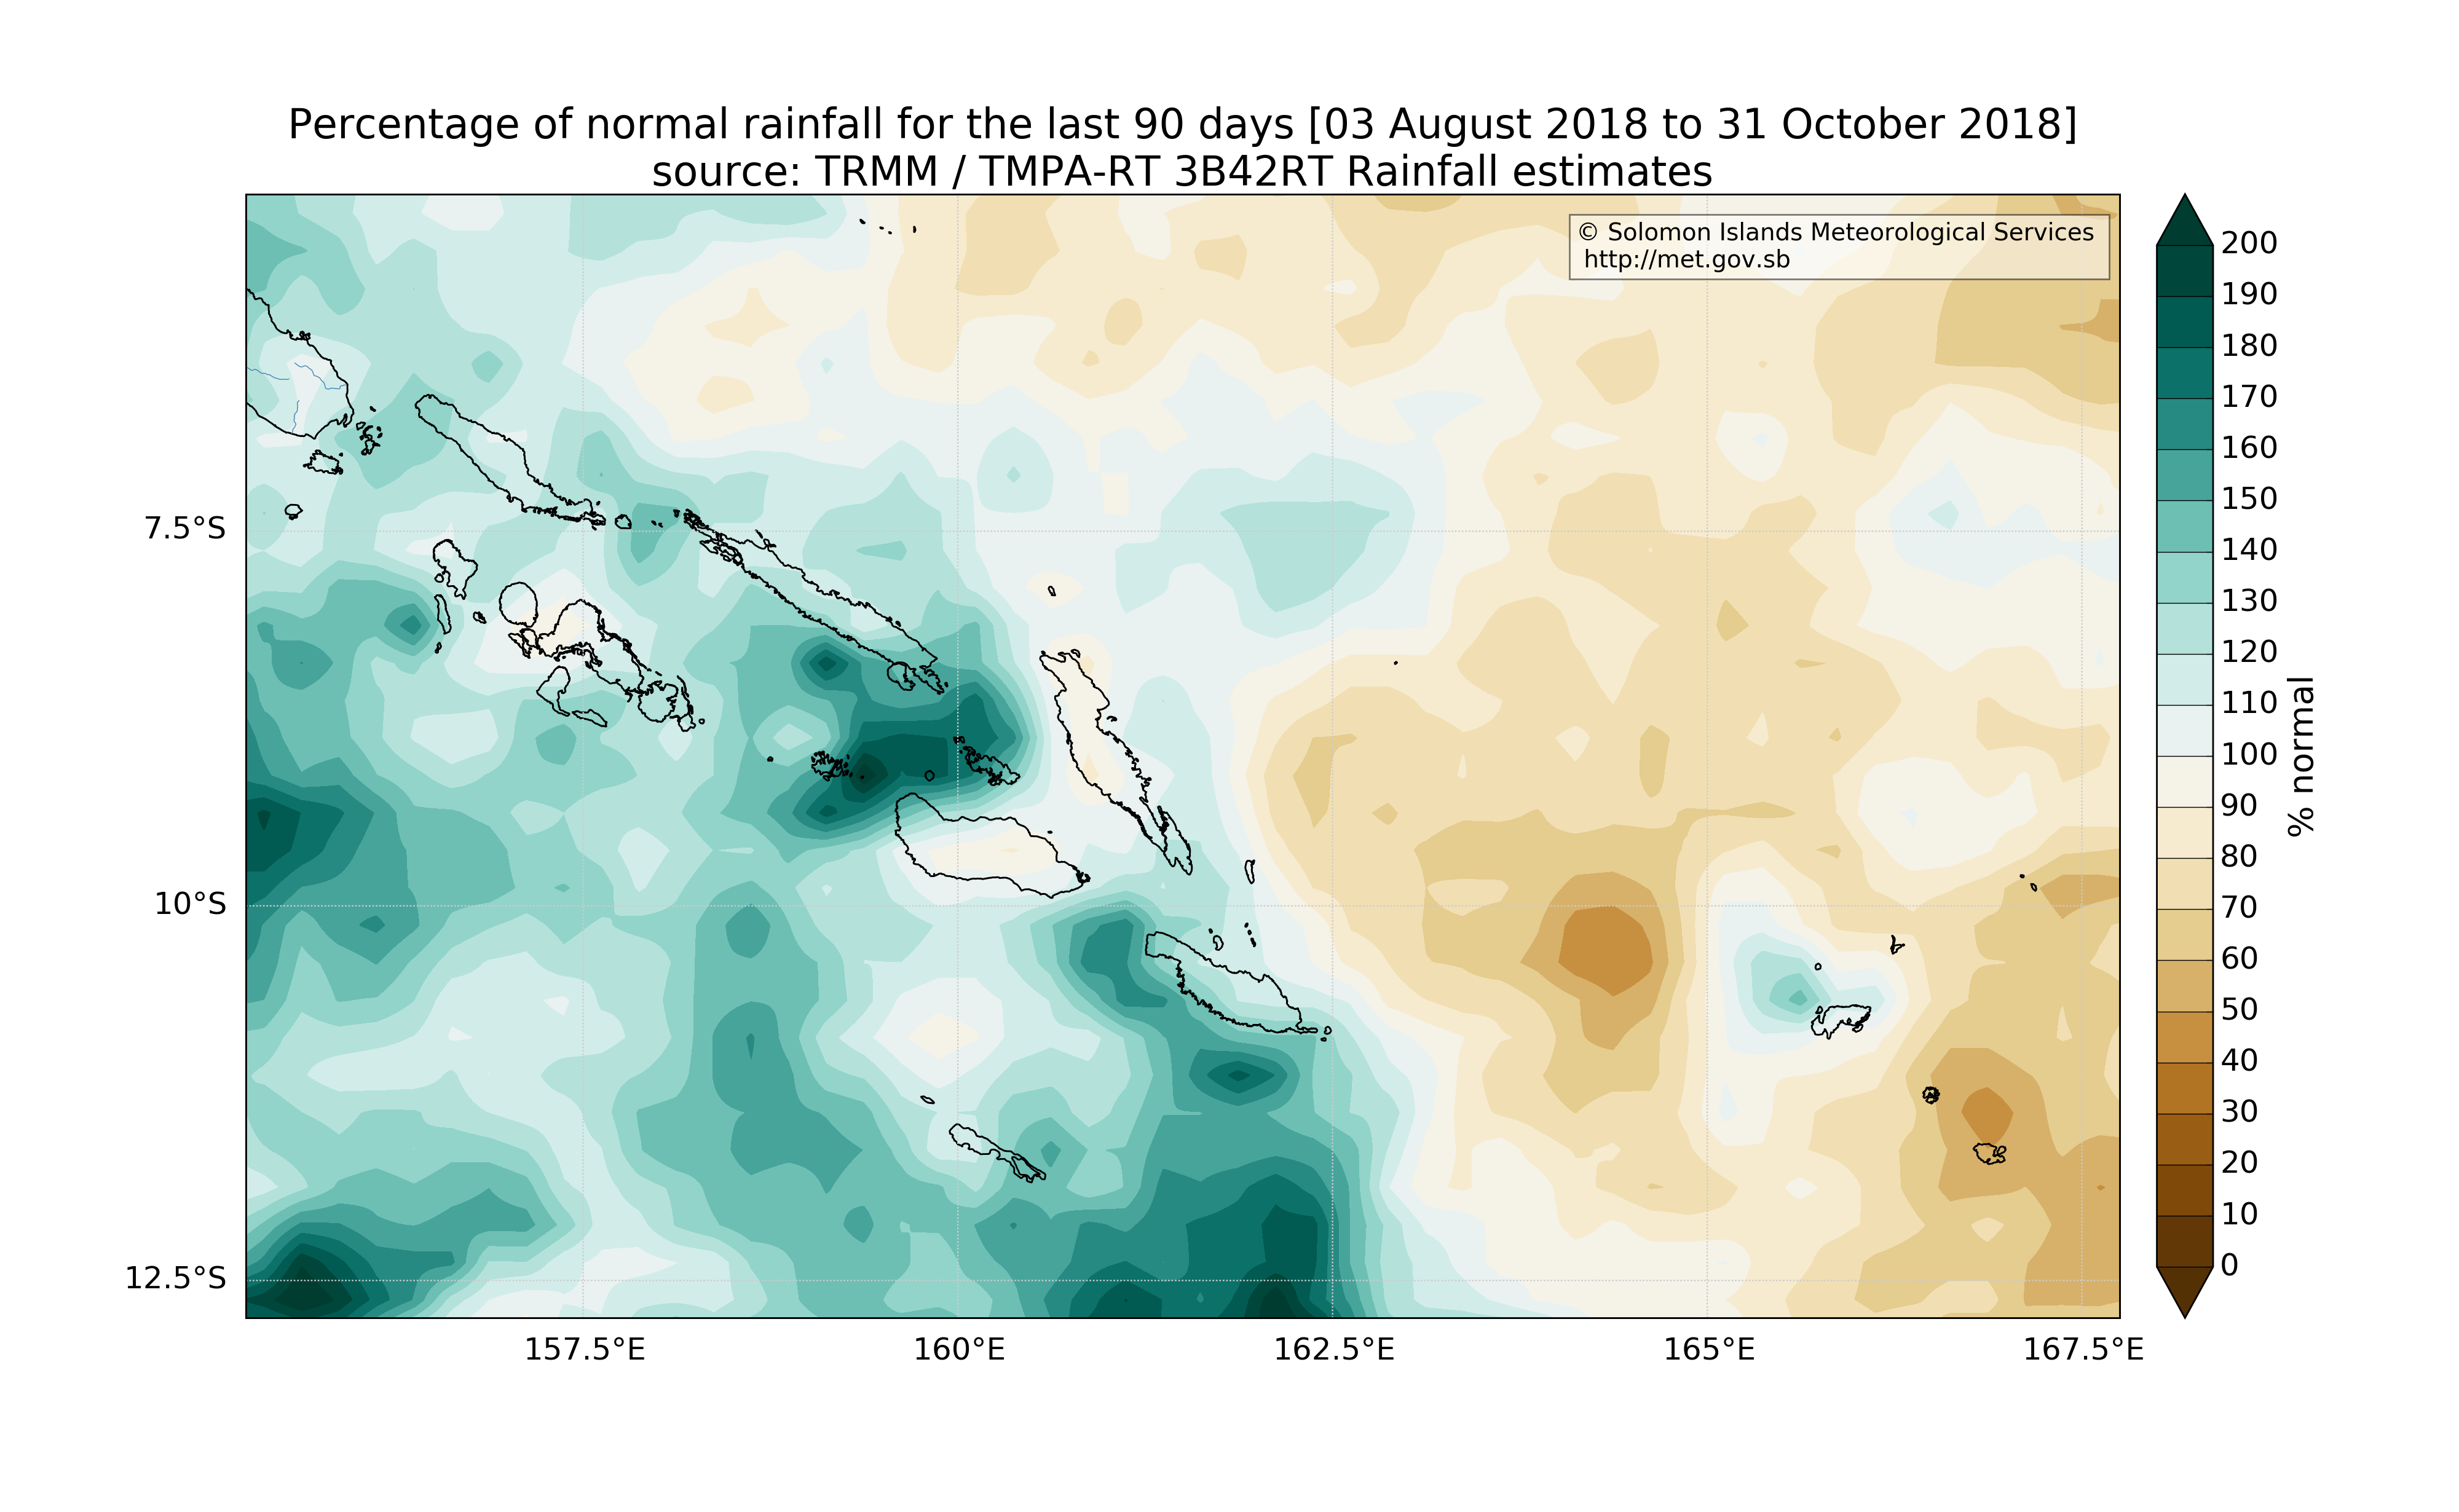 Percentage of normal rainfall for the last 90 days [03 August 2018 to 31 October 2018]
source: TRMM / TMPA-RT 3B42RT Rainfall estimates
© Solomon Islands Meteorological Services
http://met.gov.sb
7.5°S
10°S
12.5°S
157.5°E
160°E
162.5°E
165°E
167.5°E
200
190
180
170
160
150
140
130
120
110
100
90
80
70
60
50
40
30
20
10
0
% normal